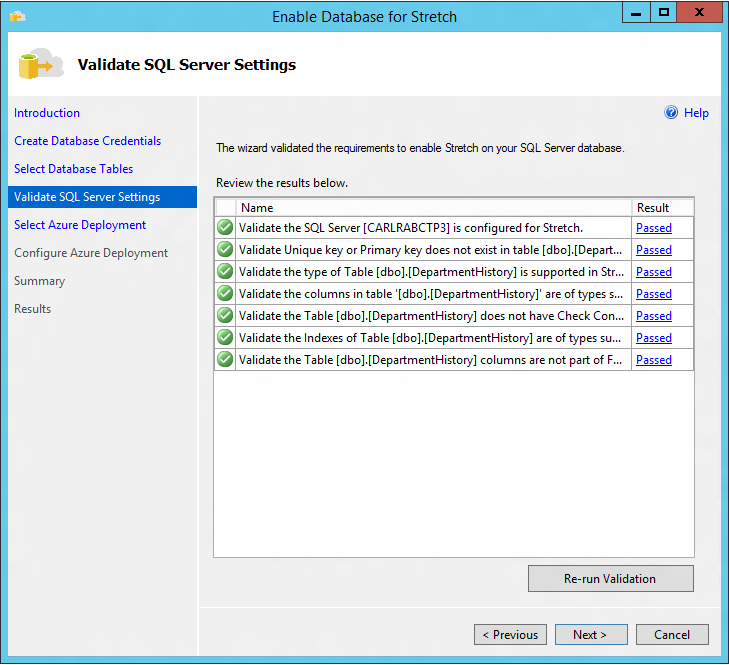 Enable Database for Stretch
Validate SQL Server Settings
Introduction
Create Database Credentials
Select Database Tables
Validate SQL Server Settings
Select Azure Deployment
Configure Azure Deployment
Summary
Results
Help
The wizard validated the requirements to enable Stretch on your SQL Server database.
Review the results below.
Name Result
Validate the SQL Server [CARLRABCTP3] is configured for Stretch. Passed
Validate Unique key or Primary key does not exist in table [dbo].[Depart... Passed
Validate the type of Table [dbo].[DepartmentHistory] is supported in Str... Passed
Validate the columns in table '[dbo].[DepartmentHistory]' are of types s... Passed
Validate the Table [dbo].[DepartmentHistory] does not have Check Con... Passed
Validate the Indexes of Table [dbo].[DepartmentHistory] are of types su... Passed
Validate the Table [dbo].[DepartmentHistory] columns are not part of F... Passed
Re-run Validation
< Previous Next > Cancel